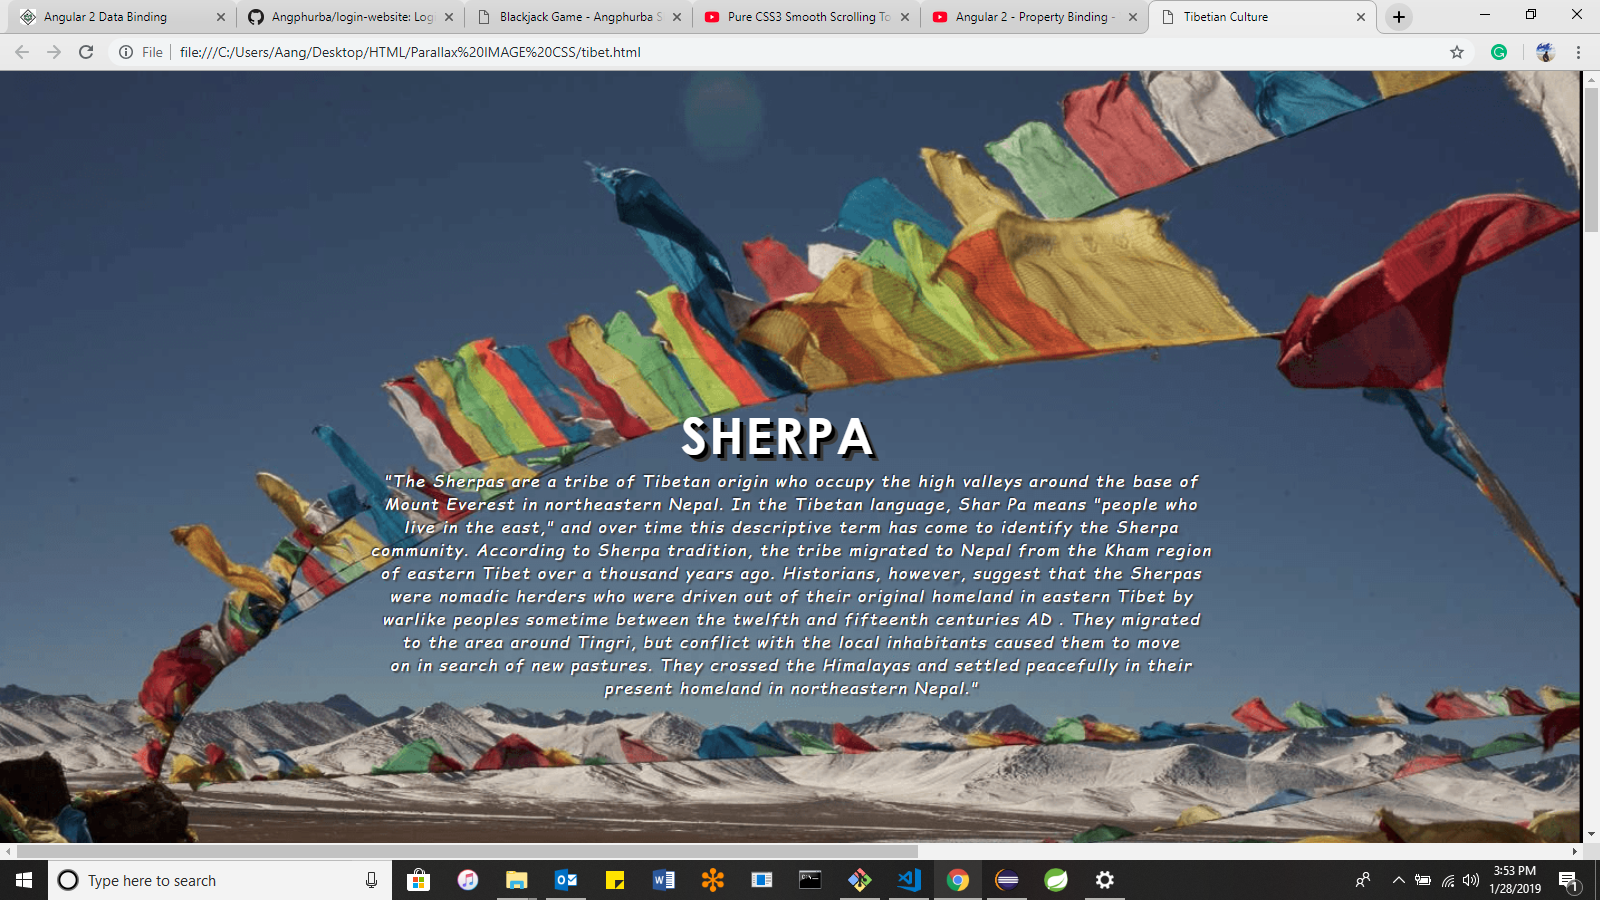 Angular 2 Data Binding
Angphurba/login-website: Logi
Blackjack Game - Angphurba S
Pure CSS3 Smooth Scrolling To
Angular 2 - Property Binding -
Tibetian Culture
File
file:///C:/Users/Aang/Desktop/HTML/Parallax%20IMAGE%20CSS/tibet.html
SHERPA
"The Sherpas are a tribe of Tibetan origin who occupy the high valleys around the base of
Mount Everest in northeastern Nepal. In the Tibetan language, Shar Pa means "people who
live in the east," and over time this descriptive term has come to identify the Sherpa
community. According to Sherpa tradition, the tribe migrated to Nepal from the Kham region
of eastern Tibet over a thousand years ago. Historians, however, suggest that the Sherpas
were nomadic herders who were driven out of their original homeland in eastern Tibet by
warlike peoples sometime between the twelfth and fifteenth centuries AD . They migrated
to the area around Tingri, but conflict with the local inhabitants caused them to move
on in search of new pastures. They crossed the Himalayas and settled peacefully in their
present homeland in northeastern Nepal."
Type here to search
3:53 PM
1/28/2019
1